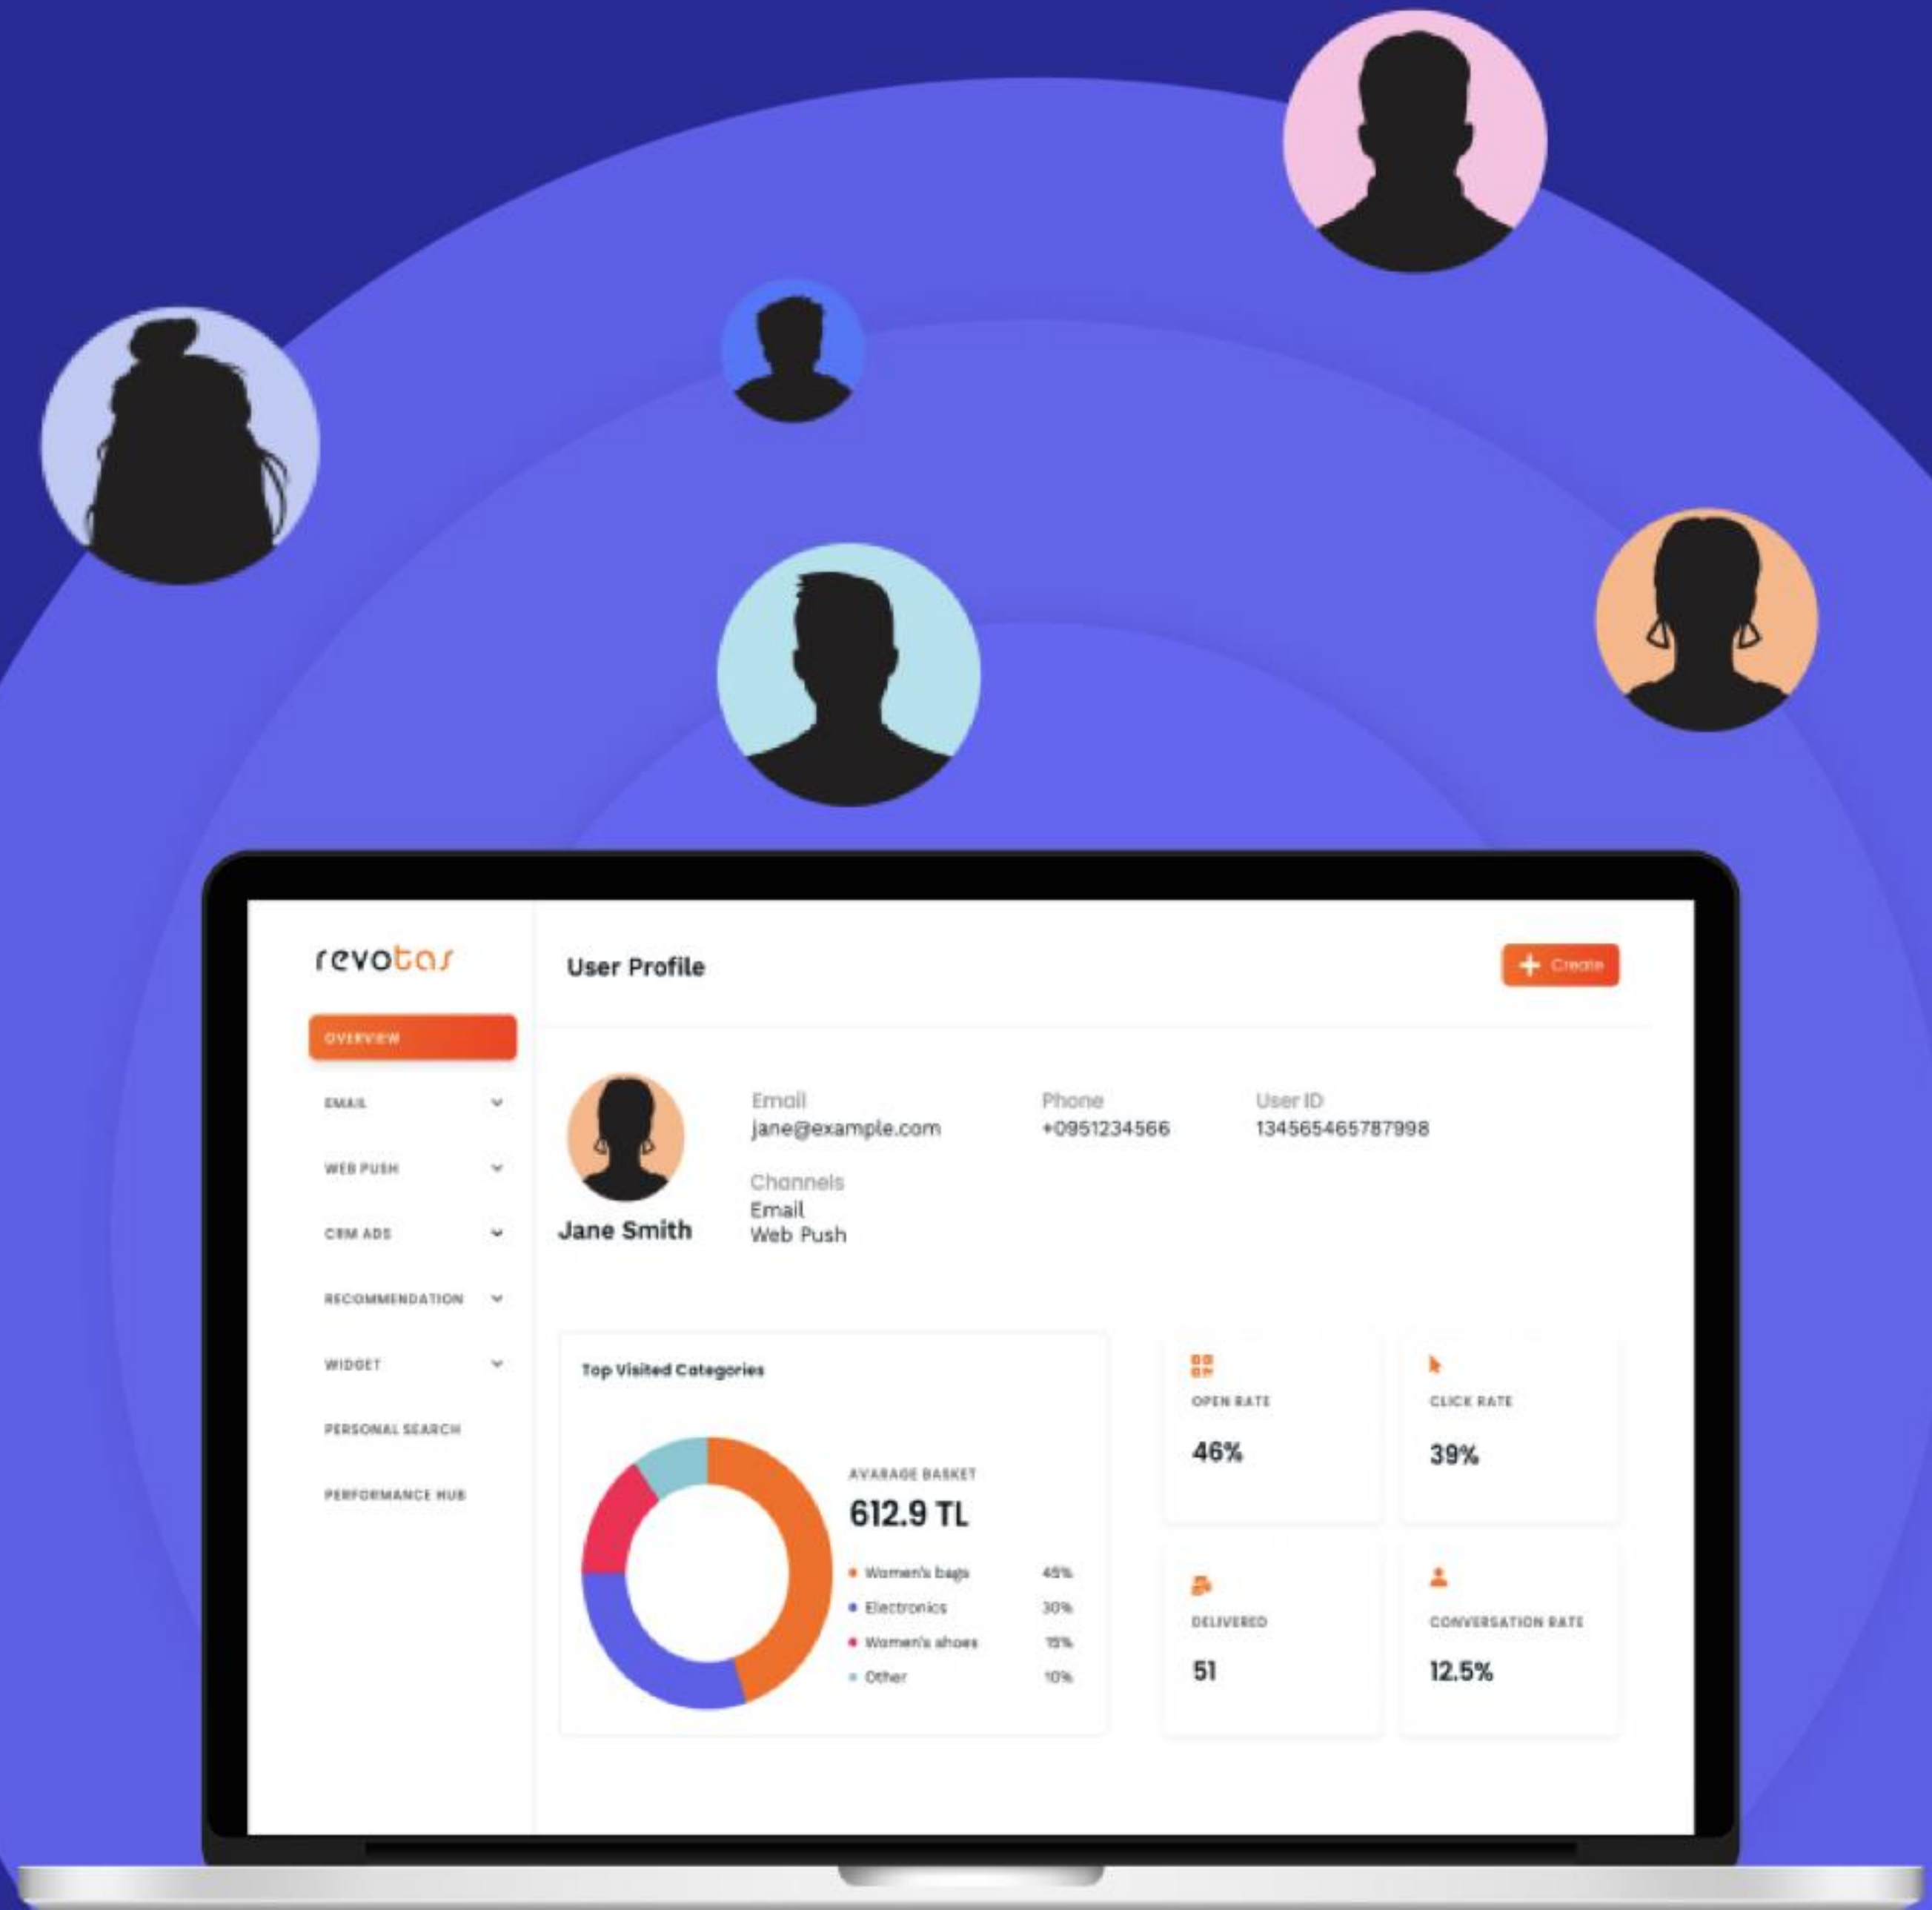 revotas
User Profile
+ Create
OVERVIEW
EMAIL
WEB PUSH
CRM ADS
RECOMMENDATION
WIDGET
PERSONAL SEARCH
PERFORMANCE HUB
Jane Smith
Email
jane@example.com
Phone
+0951234566
User ID
134565465787998
Channels
Email
Web Push
Top Visited Categories
AVARAGE BASKET
612.9 TL
Women's bags 45%
Electronics 30%
Women's shoes 15%
Other 10%
OPEN RATE
46%
CLICK RATE
39%
DELIVERED
51
CONVERSATION RATE
12.5%